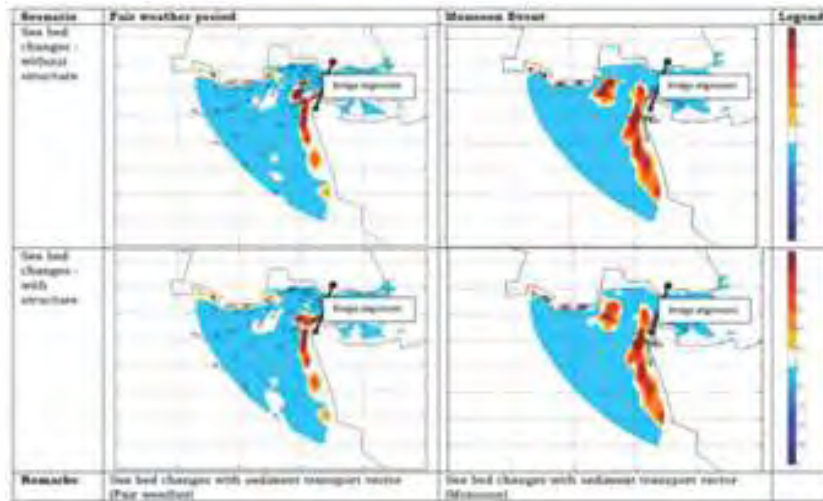 Scenario Fair weather period Monsoon Event Legend
Sea bed
changes -
without
structure
Bridge alignment
Bridge alignment
Sea bed
changes -
with
structure
Bridge alignment
Bridge alignment
Remarks Sea bed changes with sediment transport vector
(Fair weather)
Sea bed changes with sediment transport vector
(Monsoon)